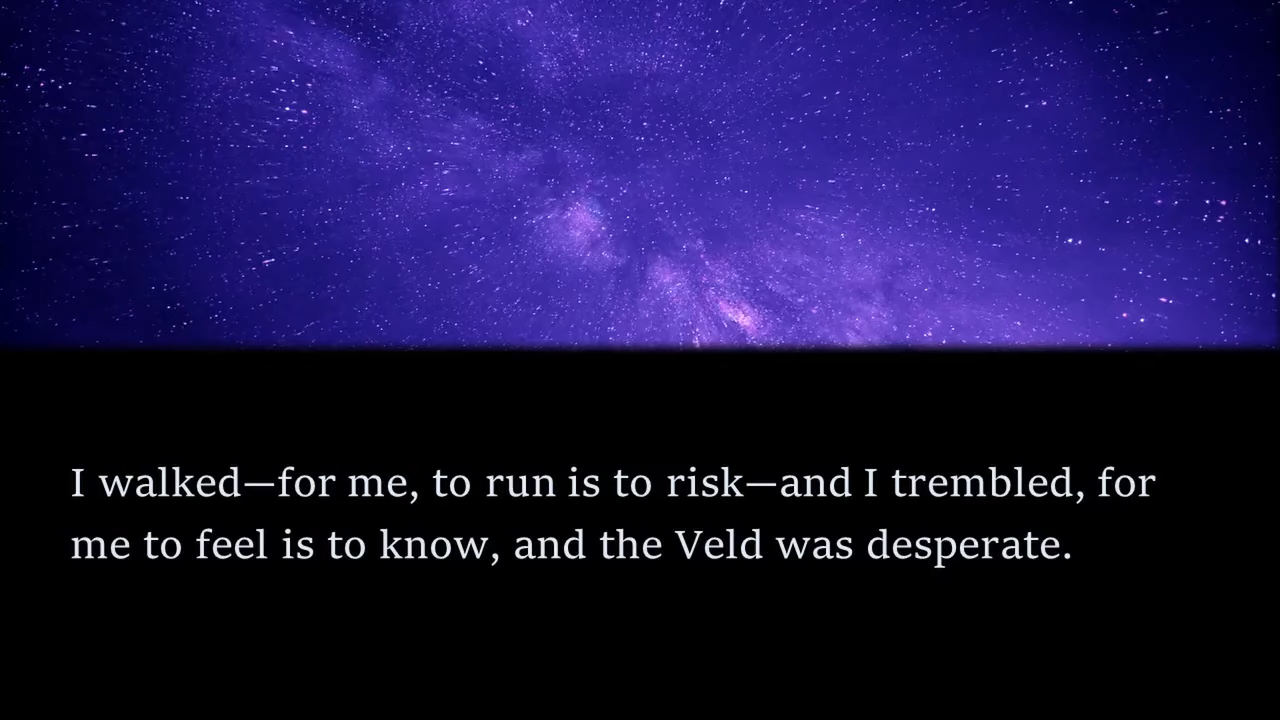 I walked—for me, to run is to risk—and I trembled, for
me to feel is to know, and the Veld was desperate.